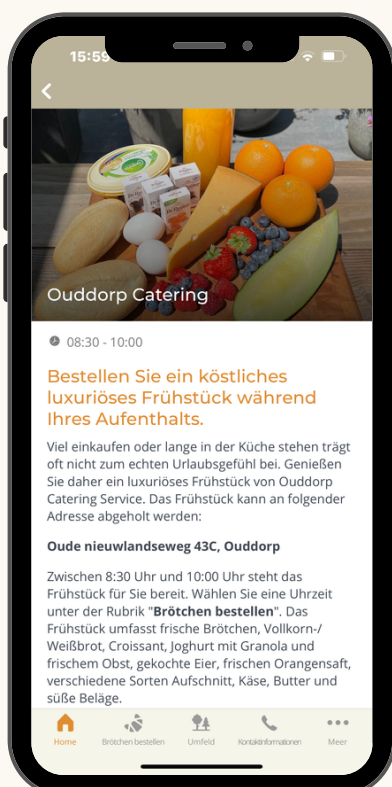 15:59
Ouddorp Catering
08:30 - 10:00
Bestellen Sie ein köstliches
luxuriöses Frühstück während
Ihres Aufenthalts.
Viel einkaufen oder lange in der Küche stehen trägt
oft nicht zum echten Urlaubsgefühl bei. Genießen
Sie daher ein luxuriöses Frühstück von Ouddorp
Catering Service. Das Frühstück kann an folgender
Adresse abgeholt werden:
Oude nieuwlandseweg 43C, Ouddorp
Zwischen 8:30 Uhr und 10:00 Uhr steht das
Frühstück für Sie bereit. Wählen Sie eine Uhrzeit
unter der Rubrik "Brötchen bestellen". Das
Frühstück umfasst frische Brötchen, Vollkorn-/
Weißbrot, Croissant, Joghurt mit Granola und
frischem Obst, gekochte Eier, frischen Orangensaft,
verschiedene Sorten Aufschnitt, Käse, Butter und
süße Beläge.
Home Brötchen bestellen Umfeld Kontaktinformationen Meer